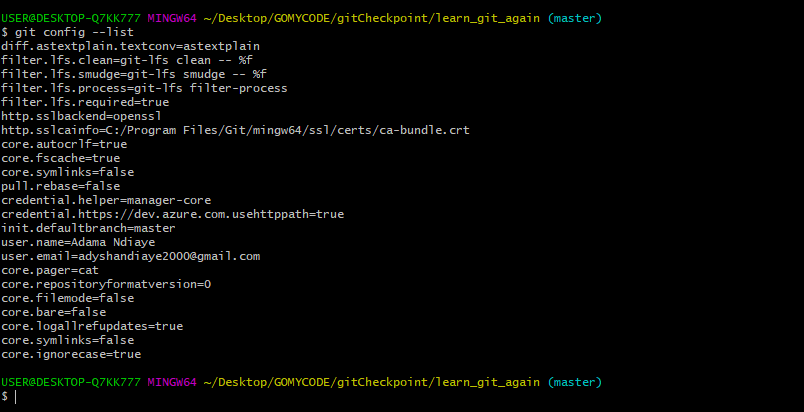 USER@DESKTOP-Q7KK777 MINGW64 ~/Desktop/GOMYCODE/gitCheckpoint/learn_git_again (master)
$ git config --list
diff.astextplain.textconv=astextplain
filter.lfs.clean=git-lfs clean -- %f
filter.lfs.smudge=git-lfs smudge -- %f
filter.lfs.process=git-lfs filter-process
filter.lfs.required=true
http.sslbackend=openssl
http.sslcainfo=C:/Program Files/Git/mingw64/ssl/certs/ca-bundle.crt
core.autocrlf=true
core.fscache=true
core.symlinks=false
pull.rebase=false
credential.helper=manager-core
credential.https://dev.azure.com.usehttppath=true
init.defaultbranch=master
user.name=Adama Ndiaye
user.email=adyshandiaye2000@gmail.com
core.pager=cat
core.repositoryformatversion=0
core.filemode=false
core.bare=false
core.logallrefupdates=true
core.symlinks=false
core.ignorecase=true
USER@DESKTOP-Q7KK777 MINGW64 ~/Desktop/GOMYCODE/gitCheckpoint/learn_git_again (master)
$